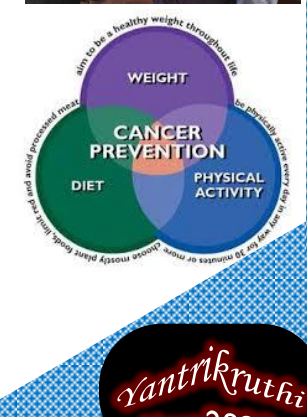 aim to be a healthy weight throughout life
WEIGHT
CANCER
PREVENTION
DIET
PHYSICAL
ACTIVITY
be physically active every day in any way for 30 minutes or more
choose mostly plant foods, limit red and avoid processed meat
Yantrikruthi